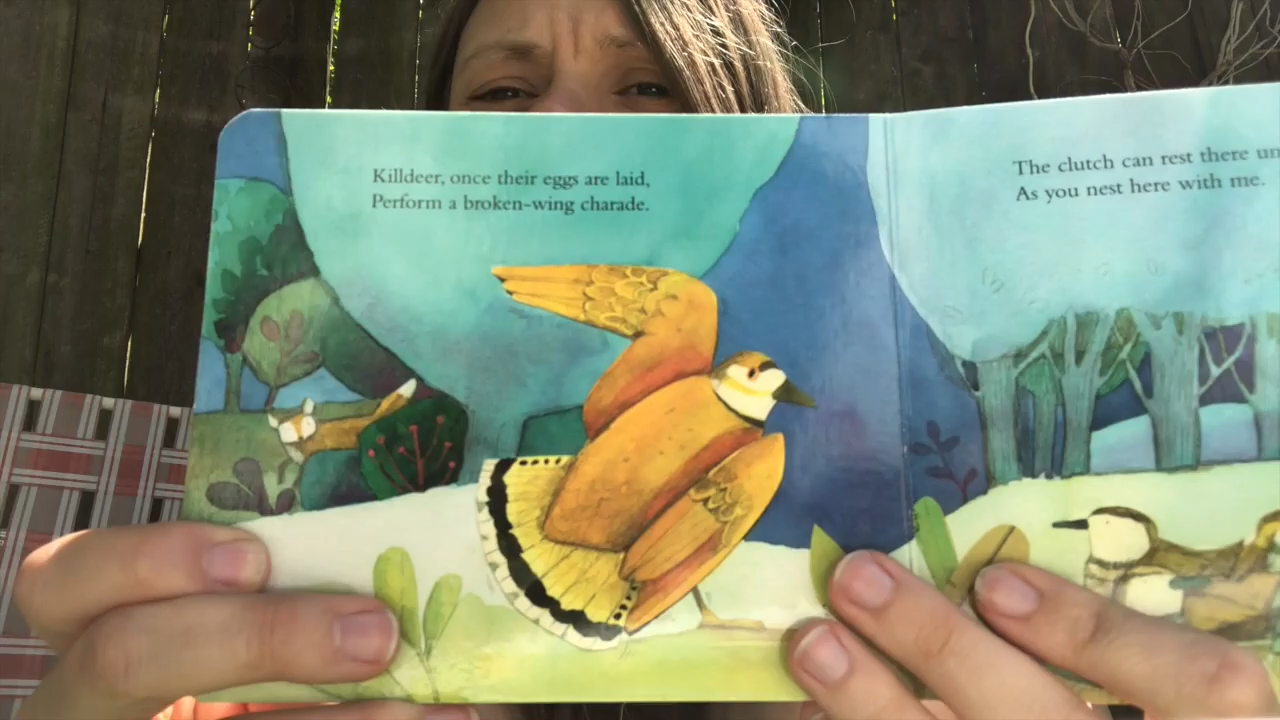 Killdeer, once their eggs are laid,
Perform a broken-wing charade.
The clutch can rest there
As you nest here with me.